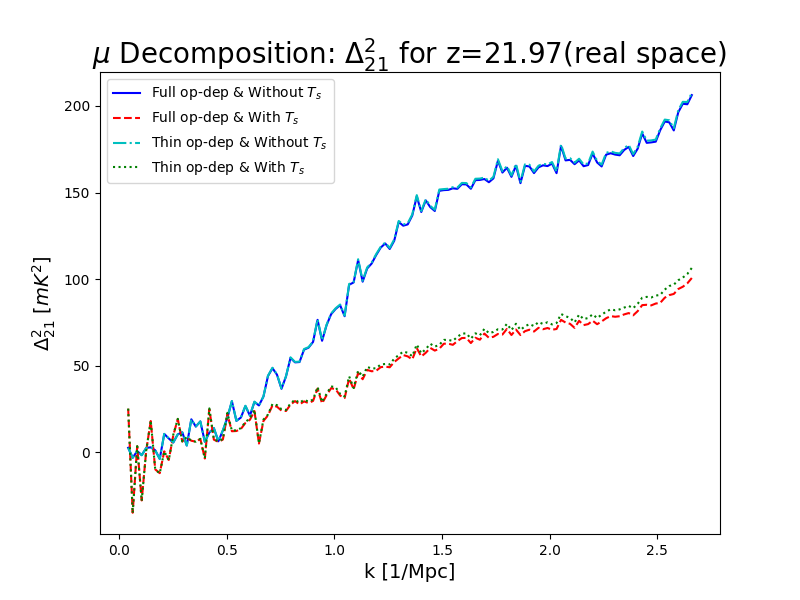 μ Decomposition: Δ²₂₁ for z=21.97(real space)
Full op-dep & Without Tₛ
Full op-dep & With Tₛ
Thin op-dep & Without Tₛ
Thin op-dep & With Tₛ
Δ²₂₁ [mK²]
200
150
100
50
0
0.0 0.5 1.0 1.5 2.0 2.5
k [1/Mpc]